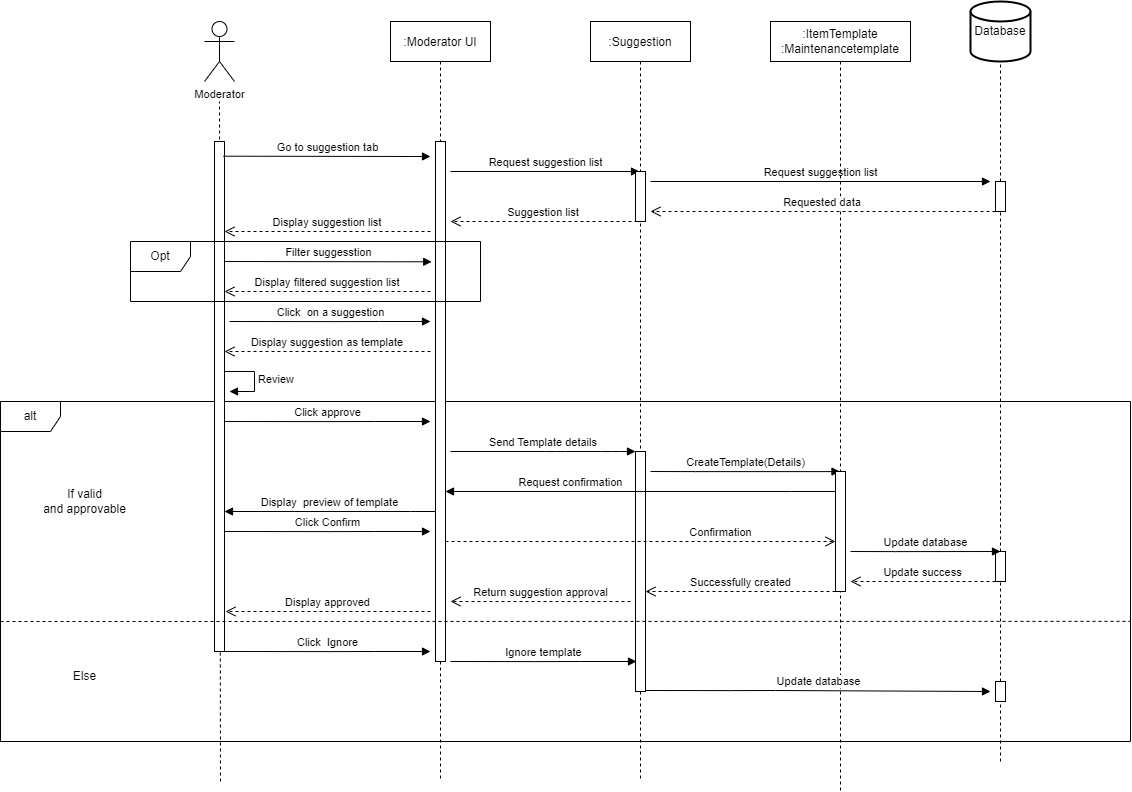 :Moderator UI
:Suggestion
:ItemTemplate
:Maintenancetemplate
Database
Moderator
Go to suggestion tab
Request suggestion list
Request suggestion list
Requested data
Suggestion list
Display suggestion list
Opt
Filter suggesstion
Display filtered suggestion list
Click on a suggestion
Display suggestion as template
Review
alt
Click approve
Send Template details
CreateTemplate(Details)
Request confirmation
If valid
and approvable
Display preview of template
Click Confirm
Confirmation
Update database
Update success
Successfully created
Return suggestion approval
Display approved
Click Ignore
Ignore template
Else
Update database